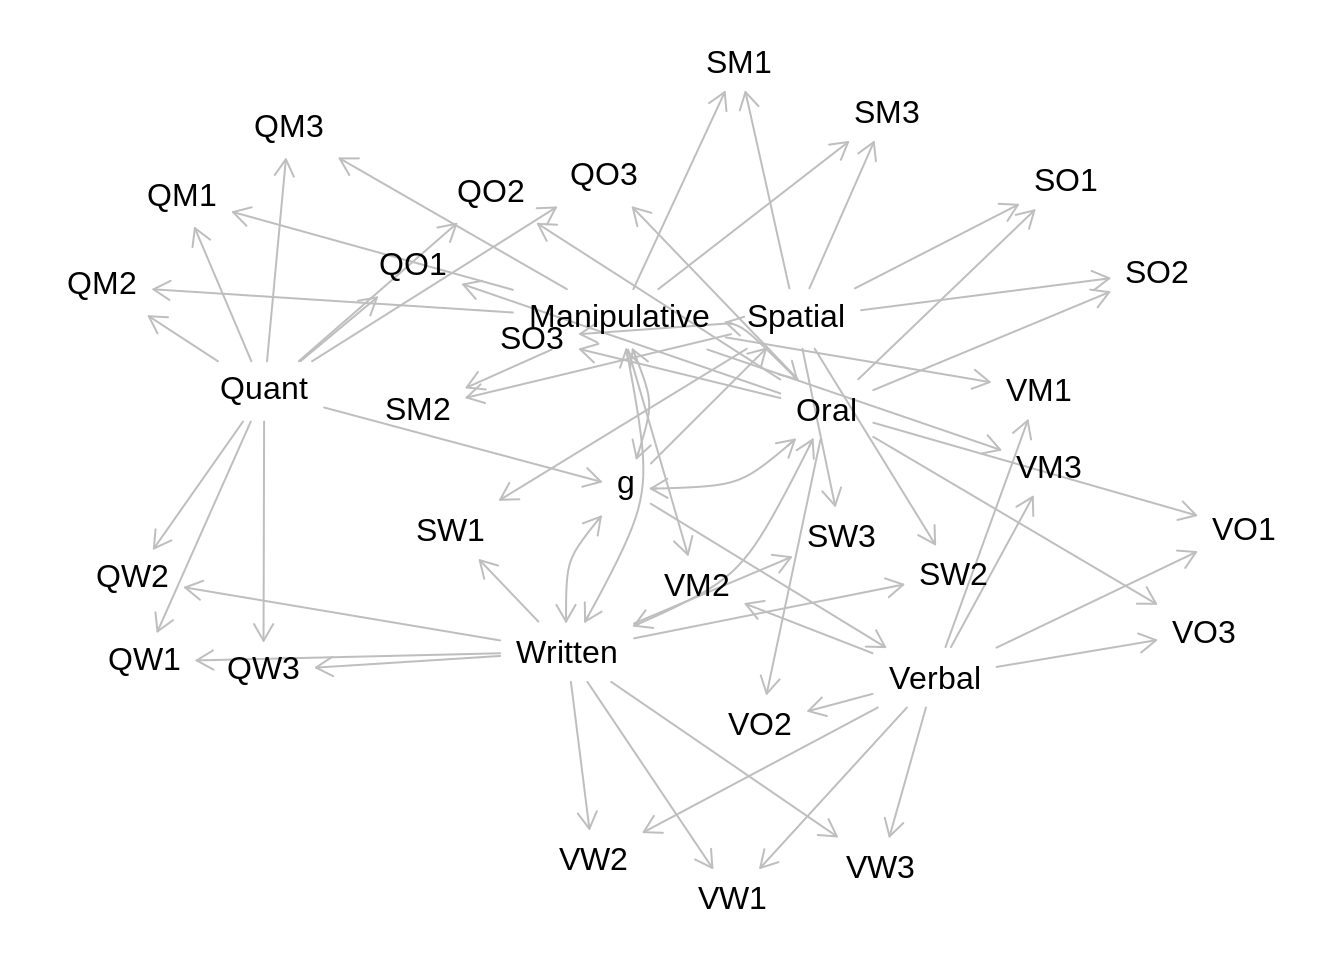 SM1
SM3
QM3
QO3
SO1
QO2
QM1
QO1
SO2
QM2
Manipulative
Spatial
SO3
Quant
VM1
SM2
Oral
VM3
g
SW1
VO1
SW3
SW2
QW2
VM2
VO3
Written
QW1
QW3
Verbal
VO2
VW2
VW3
VW1